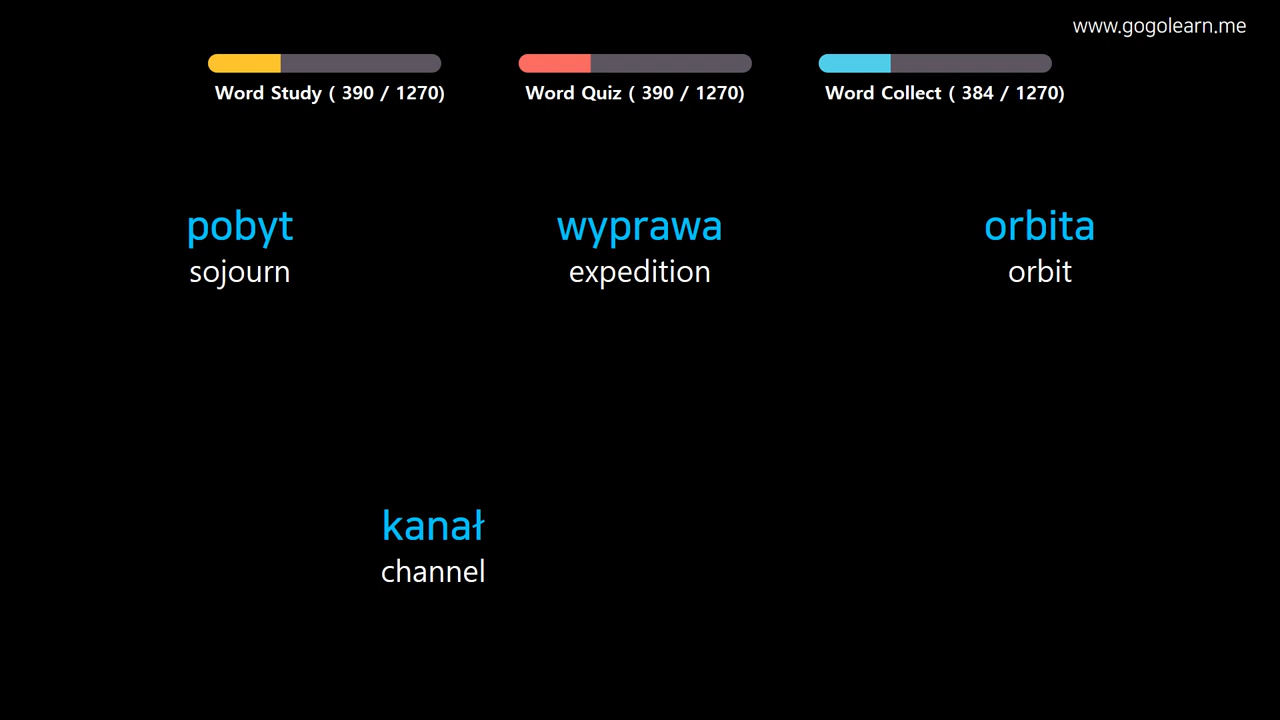 www.gogolearn.me
Word Study ( 390 / 1270)
Word Quiz ( 390 / 1270)
Word Collect ( 384 / 1270)
pobyt
sojourn
wyprawa
expedition
orbita
orbit
kanał
channel